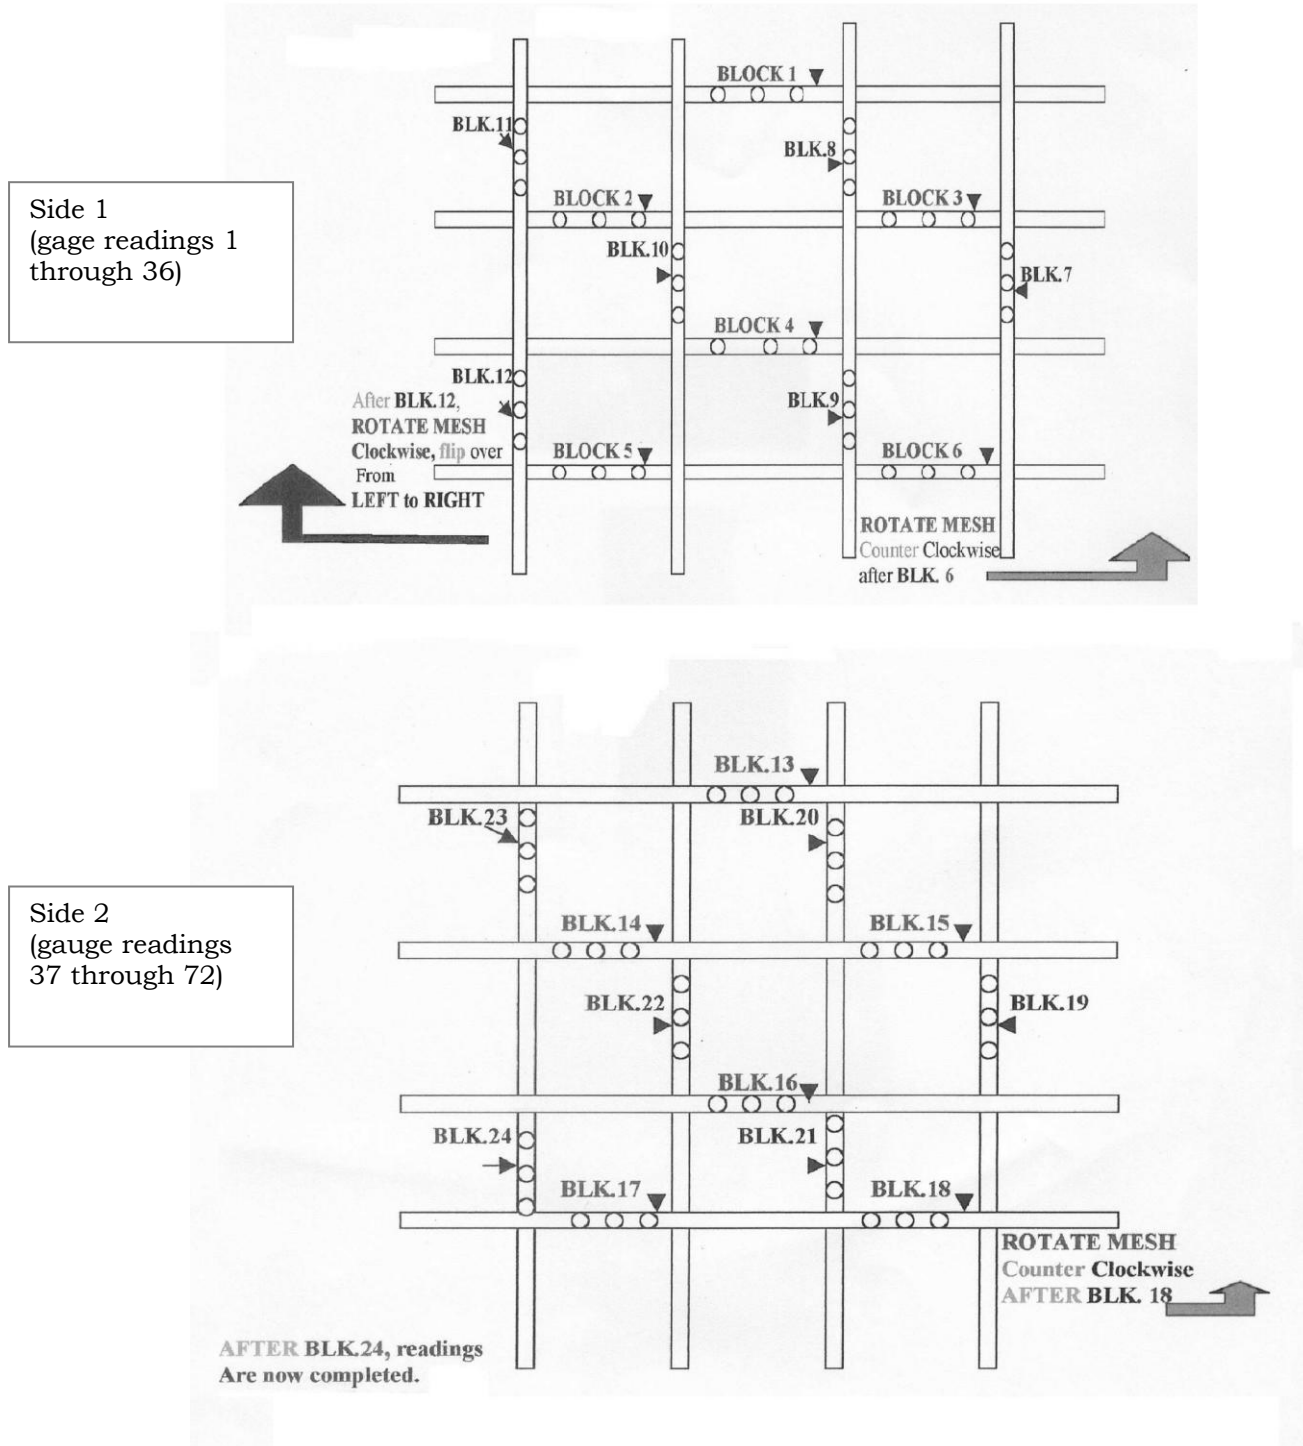 BLOCK 1
BLK.11
BLK.8
Side 1
(gage readings 1
through 36)
BLOCK 2
BLOCK 3
BLK.10
BLK.7
BLOCK 4
BLK.12
After BLK.12,
ROTATE MESH
Clockwise, flip over
From
LEFT to RIGHT
BLK.9
BLOCK 5
BLOCK 6
ROTATE MESH
Counter Clockwise
after BLK. 6
BLK.13
BLK.23
BLK.20
Side 2
(gauge readings
37 through 72)
BLK.14
BLK.15
BLK.22
BLK.19
BLK.16
BLK.24
BLK.21
BLK.17
BLK.18
ROTATE MESH
Counter Clockwise
AFTER BLK. 18
AFTER BLK.24, readings
Are now completed.